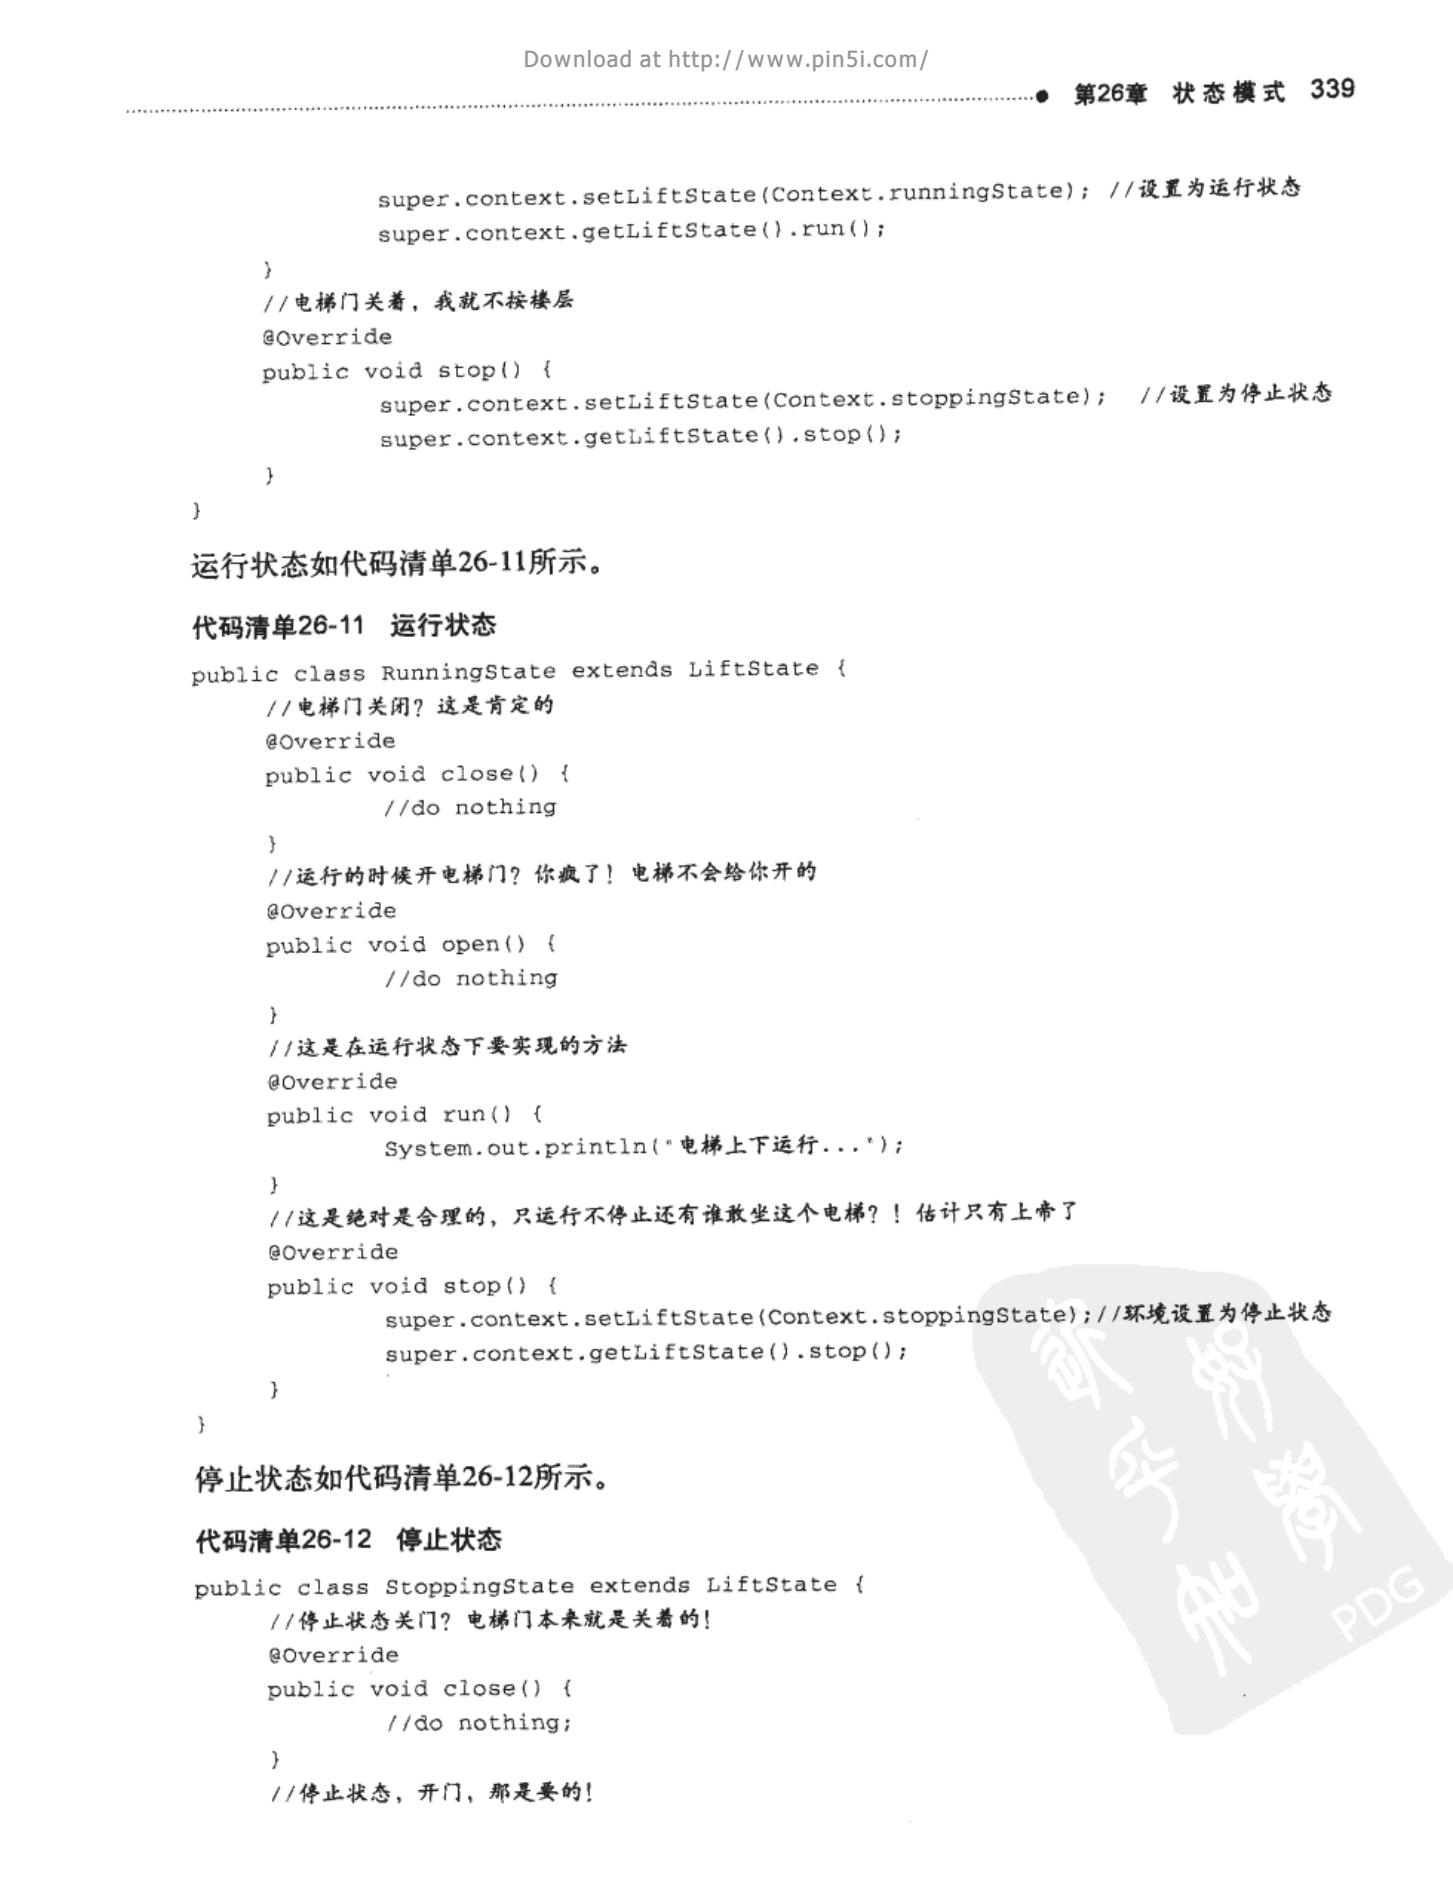 Download at http://www.pin5i.com/
第26章 状态模式 339
super.context.setLiftState(Context.runningState); //设置为运行状态
super.context.getLiftState().run();
}
//电梯门关着，我就不按楼层
@Override
public void stop() {
super.context.setLiftState(Context.stoppingState); //设置为停止状态
super.context.getLiftState().stop();
}
}
运行状态如代码清单26-11所示。
代码清单26-11 运行状态
public class RunningState extends LiftState {
//电梯门关闭？这是肯定的
@Override
public void close() {
//do nothing
}
//运行的时候开电梯门？你疯了！电梯不会给你开的
@Override
public void open() {
//do nothing
}
//这是在运行状态下要实现的方法
@Override
public void run() {
System.out.println("电梯上下运行...");
}
//这是绝对是合理的，只运行不停止还有谁敢坐这个电梯？！估计只有上帝了
@Override
public void stop() {
super.context.setLiftState(Context.stoppingState);//环境设置为停止状态
super.context.getLiftState().stop();
}
}
停止状态如代码清单26-12所示。
代码清单26-12 停止状态
public class StoppingState extends LiftState {
//停止状态关门？电梯门本来就是关着的！
@Override
public void close() {
//do nothing;
}
//停止状态，开门，那是要的！
PDG